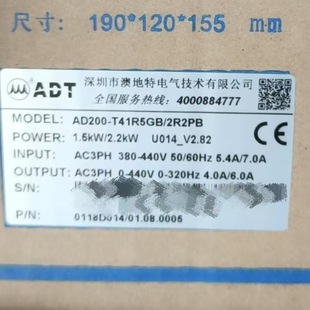 尺寸: 190*120*155 mm
ADT 深圳市澳地特电气技术有限公司
全国服务热线: 4000884777
MODEL: AD200-T41R5GB/2R2PB
POWER: 1.5kW/2.2kW U014_V2.82
INPUT: AC3PH 380-440V 50/60Hz 5.4A/7.0A
OUTPUT: AC3PH 0-440V 0-320Hz 4.0A/6.0A
S/N:
P/N: 0118D014/01.08.0005